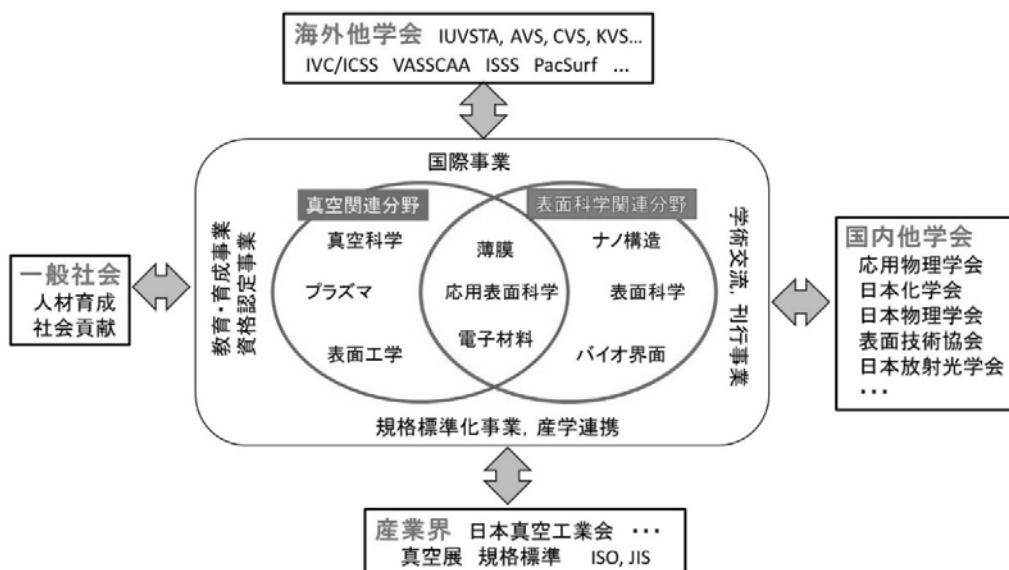 海外他学会 IUVSTA, AVS, CVS, KVS...
IVC/ICSS VASSCAA ISSS PacSurf ...
国際事業
真空関連分野
表面科学関連分野
真空科学
プラズマ
表面工学
薄膜
応用表面科学
電子材料
ナノ構造
表面科学
バイオ界面
教育・育成事業
資格認定事業
学術交流, 刊行事業
規格標準化事業, 産学連携
一般社会
人材育成
社会貢献
国内他学会
応用物理学会
日本化学会
日本物理学会
表面技術協会
日本放射光学会
・・・
産業界 日本真空工業会 ・・・
真空展 規格標準 ISO, JIS